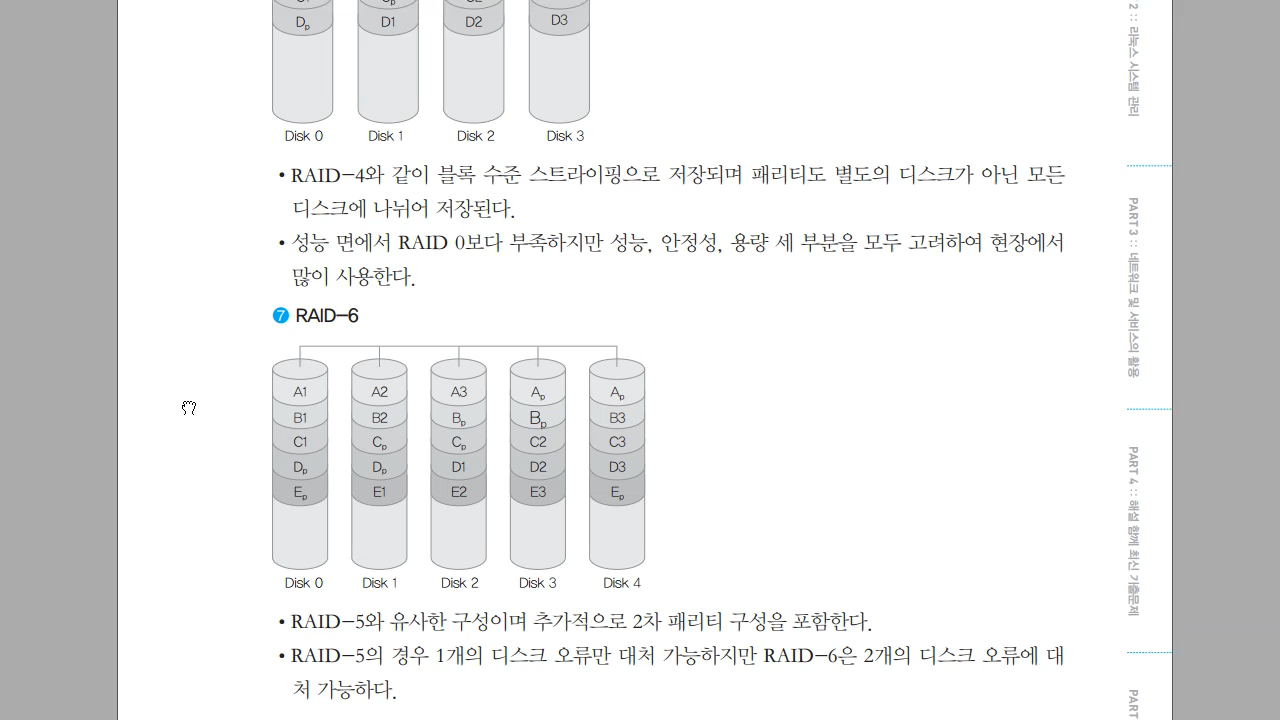 Dp D1 D2 D3
Disk 0 Disk 1 Disk 2 Disk 3
• RAID-4와 같이 블록 수준 스트라이핑으로 저장되며 패리티도 별도의 디스크가 아닌 모든
디스크에 나뉘어 저장된다.
• 성능 면에서 RAID 0보다 부족하지만 성능, 안정성, 용량 세 부분을 모두 고려하여 현장에서
많이 사용한다.
7 RAID-6
A1 A2 A3 Ap Ap
B1 B2 Bp Bp B3
C1 Cp Cp C2 C3
Dp Dp D1 D2 D3
Ep E1 E2 E3 Ep
Disk 0 Disk 1 Disk 2 Disk 3 Disk 4
• RAID-5와 유사한 구성이며 추가적으로 2차 패리티 구성을 포함한다.
• RAID-5의 경우 1개의 디스크 오류만 대처 가능하지만 RAID-6은 2개의 디스크 오류에 대
처 가능하다.
2 :: 리눅스 시스템 관리
PART 3 :: 네트워크 및 서비스의 활용
PART 4 :: 해설 함께 최신 기출문제
PART